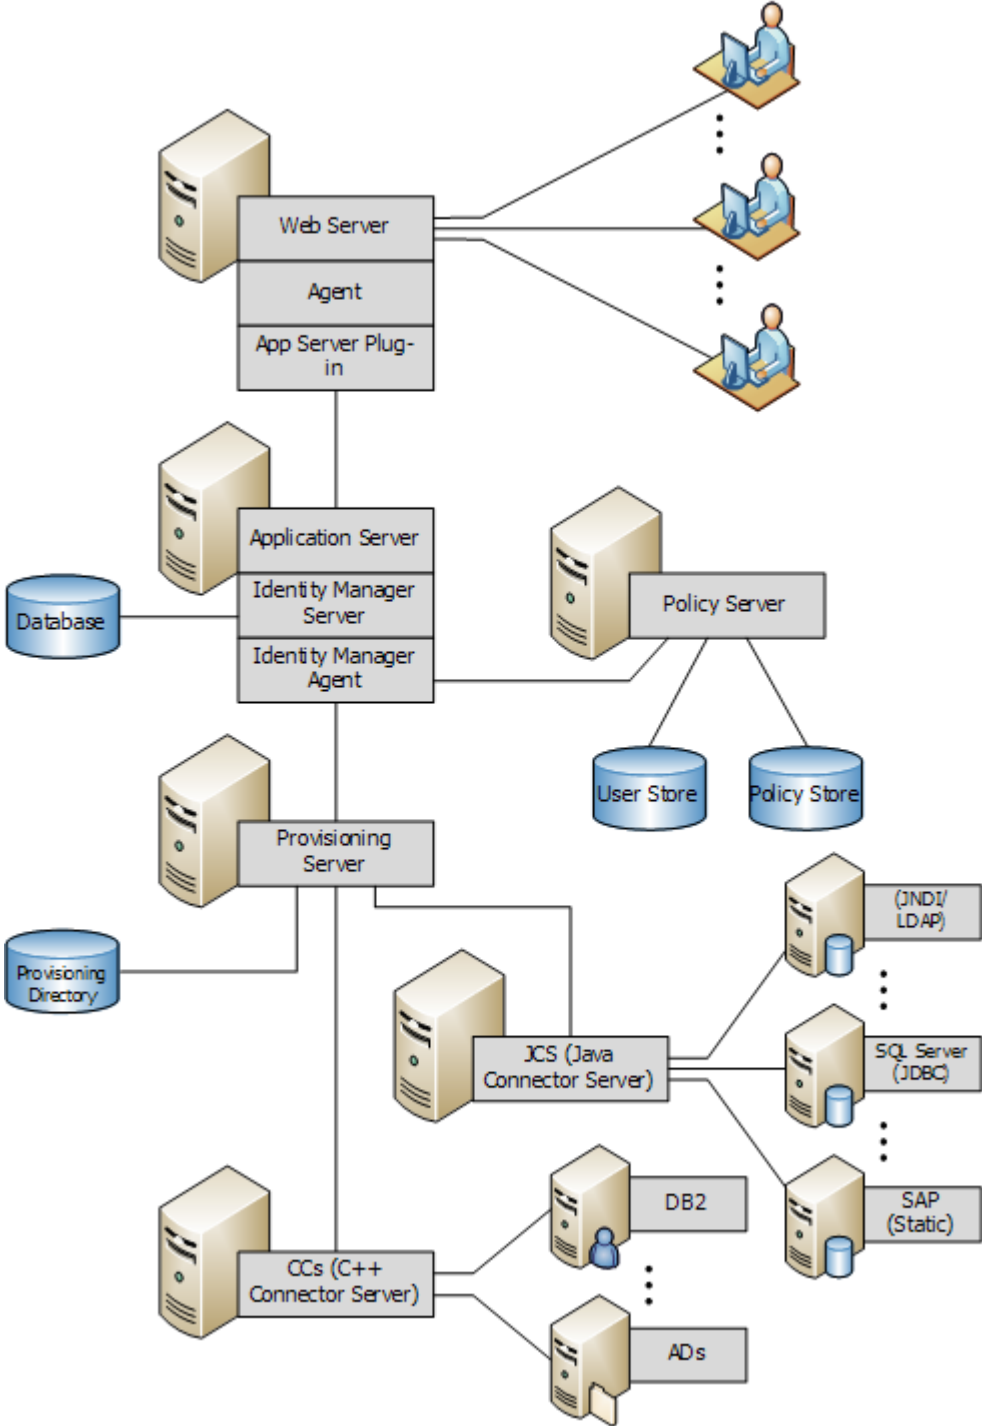 Web Server
Agent
App Server Plug-
in
Application Server
Identity Manager
Server
Identity Manager
Agent
Database
Policy Server
User Store
Policy Store
Provisioning
Server
Provisioning
Directory
(JNDI/
LDAP)
JCS (Java
Connector Server)
SQL Server
(JDBC)
SAP
(Static)
DB2
CCs (C++
Connector Server)
ADs